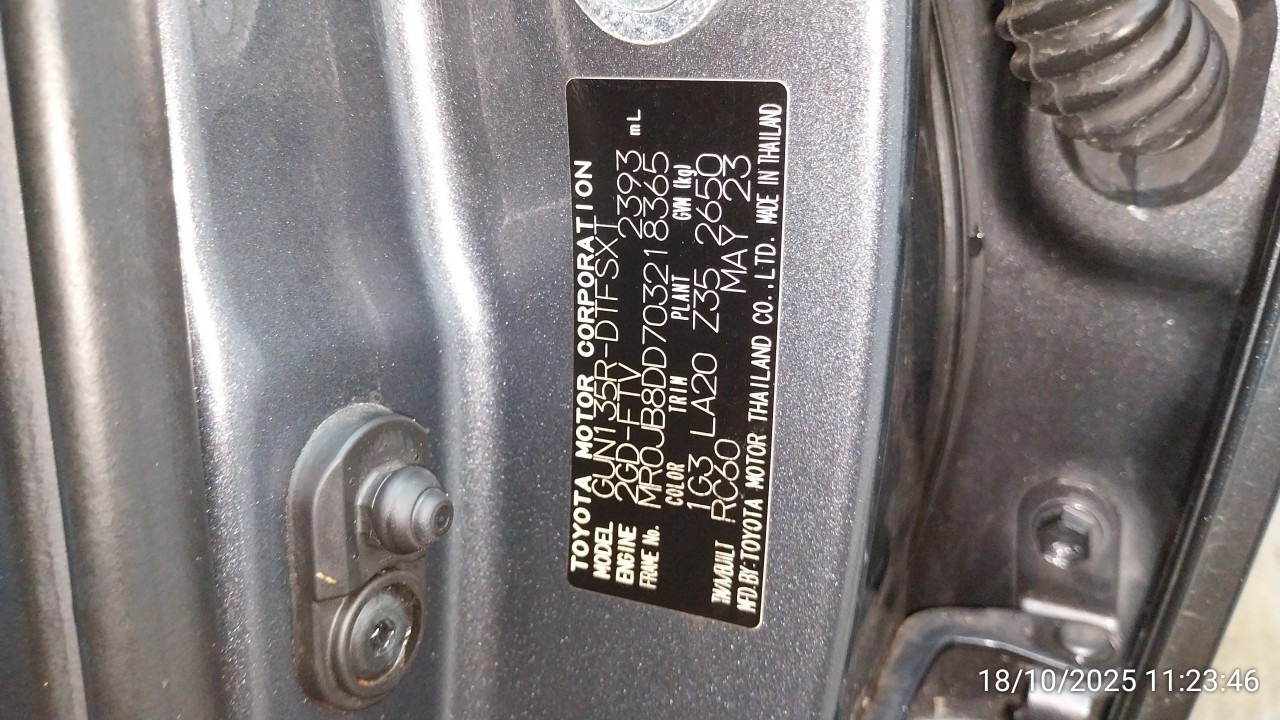 TOYOTA MOTOR CORPORATION
MODEL GUN135R-DTFSXT
ENGINE 2GD-FTV 2393 mL
FRAME No. MR0JB8DD703218365
COLOR TRIM PLANT GVM (kg)
1G3 LA20 Z35 2650
TMA/BUILT RC60 MAY 23
MFD.BY:TOYOTA MOTOR THAILAND CO.,LTD. MADE IN THAILAND
18/10/2025 11:23:46